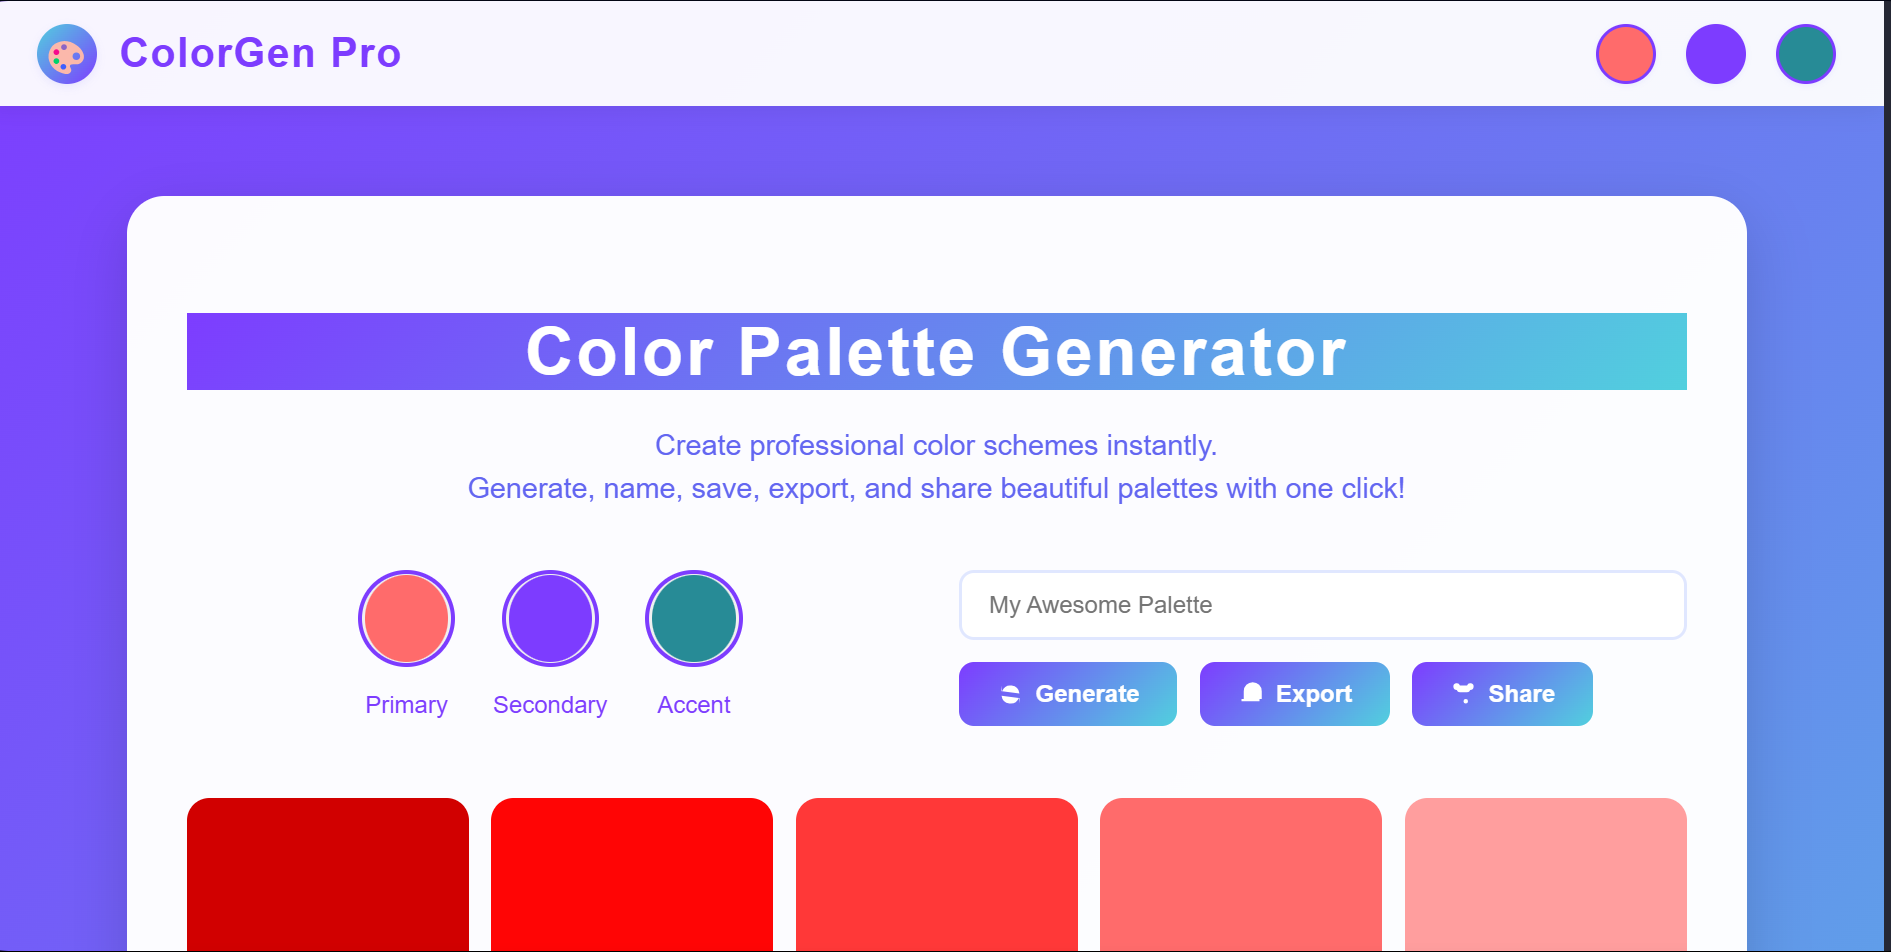 ColorGen Pro
Color Palette Generator
Create professional color schemes instantly.
Generate, name, save, export, and share beautiful palettes with one click!
My Awesome Palette
Primary
Secondary
Accent
Generate
Export
Share